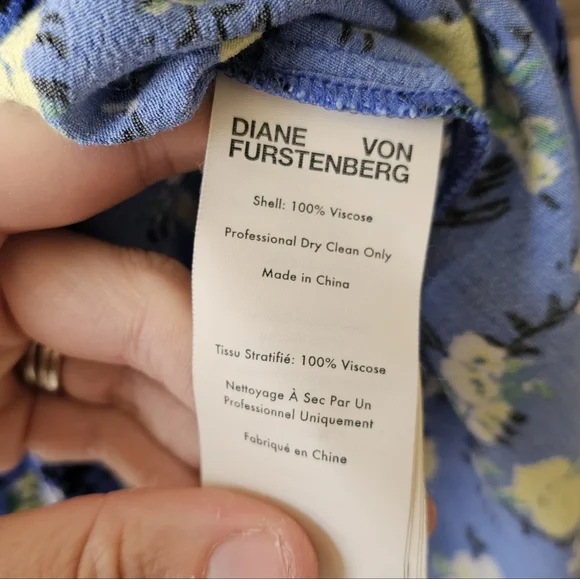 DIANE VON
FURSTENBERG
Shell: 100% Viscose
Professional Dry Clean Only
Made in China
Tissu Stratifié: 100% Viscose
Nettoyage À Sec Par Un
Professionnel Uniquement
Fabriqué en Chine